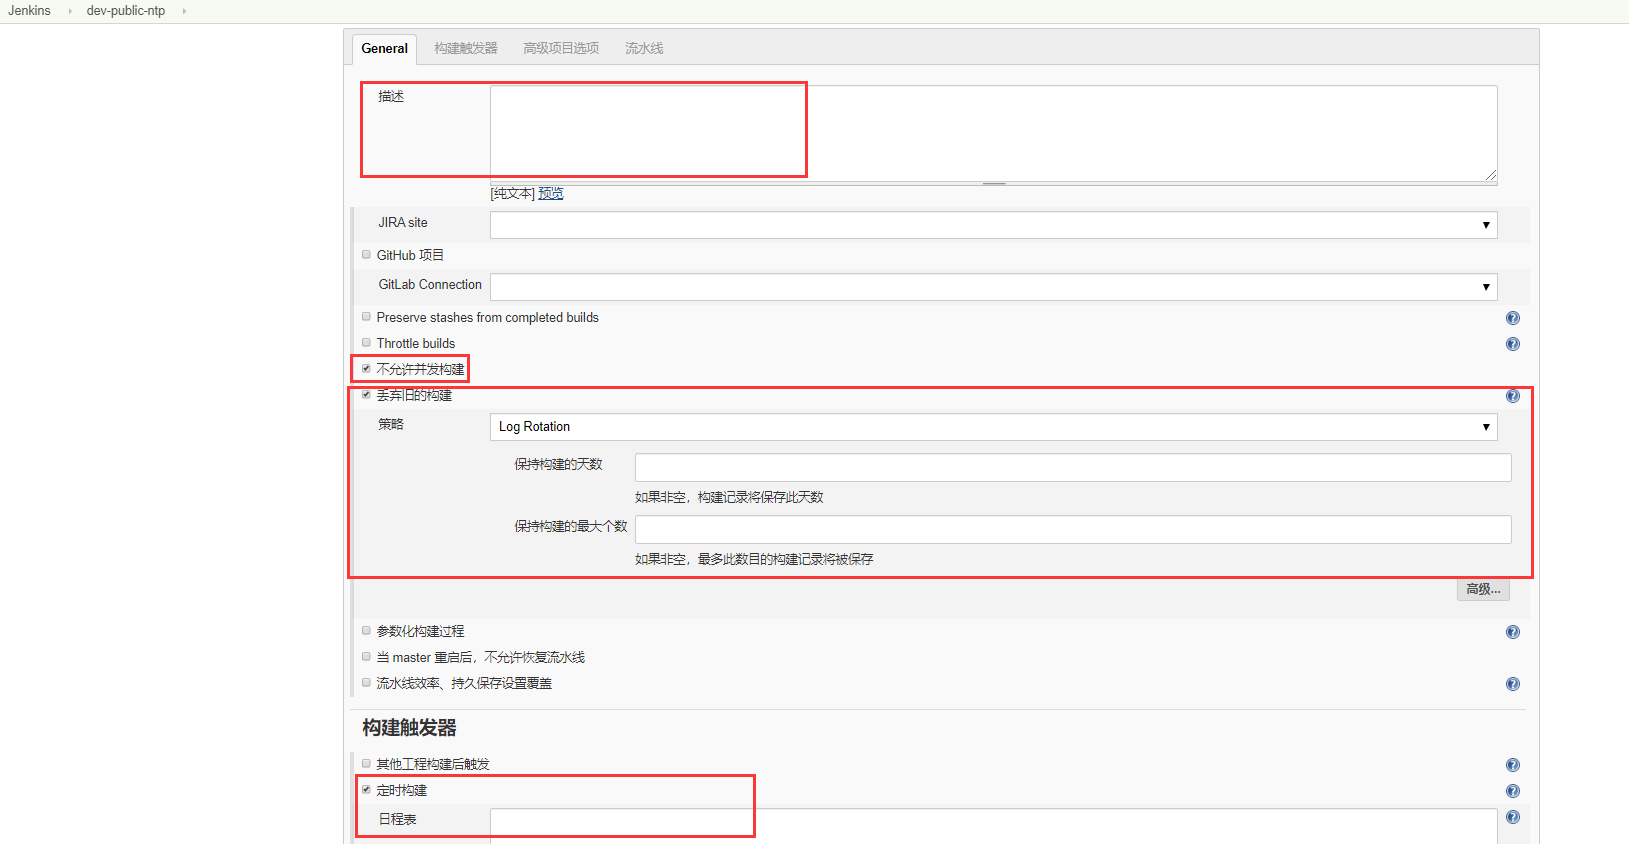 Jenkins dev-public-ntp
General 构建触发器 高级项目选项 流水线
描述
[纯文本] 预览
JIRA site
GitHub 项目
GitLab Connection
Preserve stashes from completed builds
Throttle builds
不允许并发构建
丢弃旧的构建
策略 Log Rotation
保持构建的天数
如果非空，构建记录将保存此天数
保持构建的最大个数
如果非空，最多此数目的构建记录将被保存
高级...
参数化构建过程
当 master 重启后，不允许恢复流水线
流水线效率、持久保存设置覆盖
构建触发器
其他工程构建后触发
定时构建
日程表